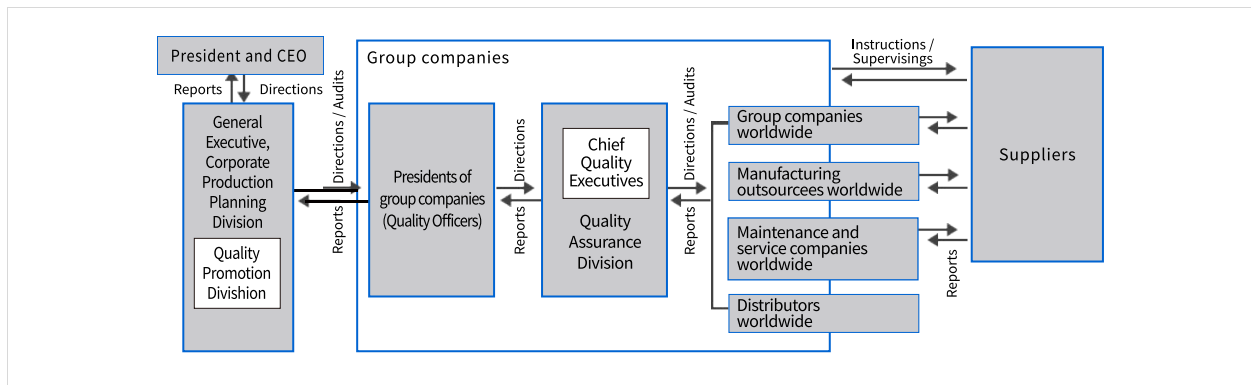 President and CEO
Reports
Directions
General
Executive,
Corporate
Production
Planning
Division
Quality
Promotion
Divishion
Directions / Audits
Reports
Group companies
Presidents of
group companies
(Quality Officers)
Directions
Reports
Chief
Quality
Executives
Quality
Assurance
Division
Directions / Audits
Reports
Group companies
worldwide
Manufacturing
outsourcees worldwide
Maintenance and
service companies
worldwide
Distributors
worldwide
Instructions /
Supervisings
Reports
Suppliers